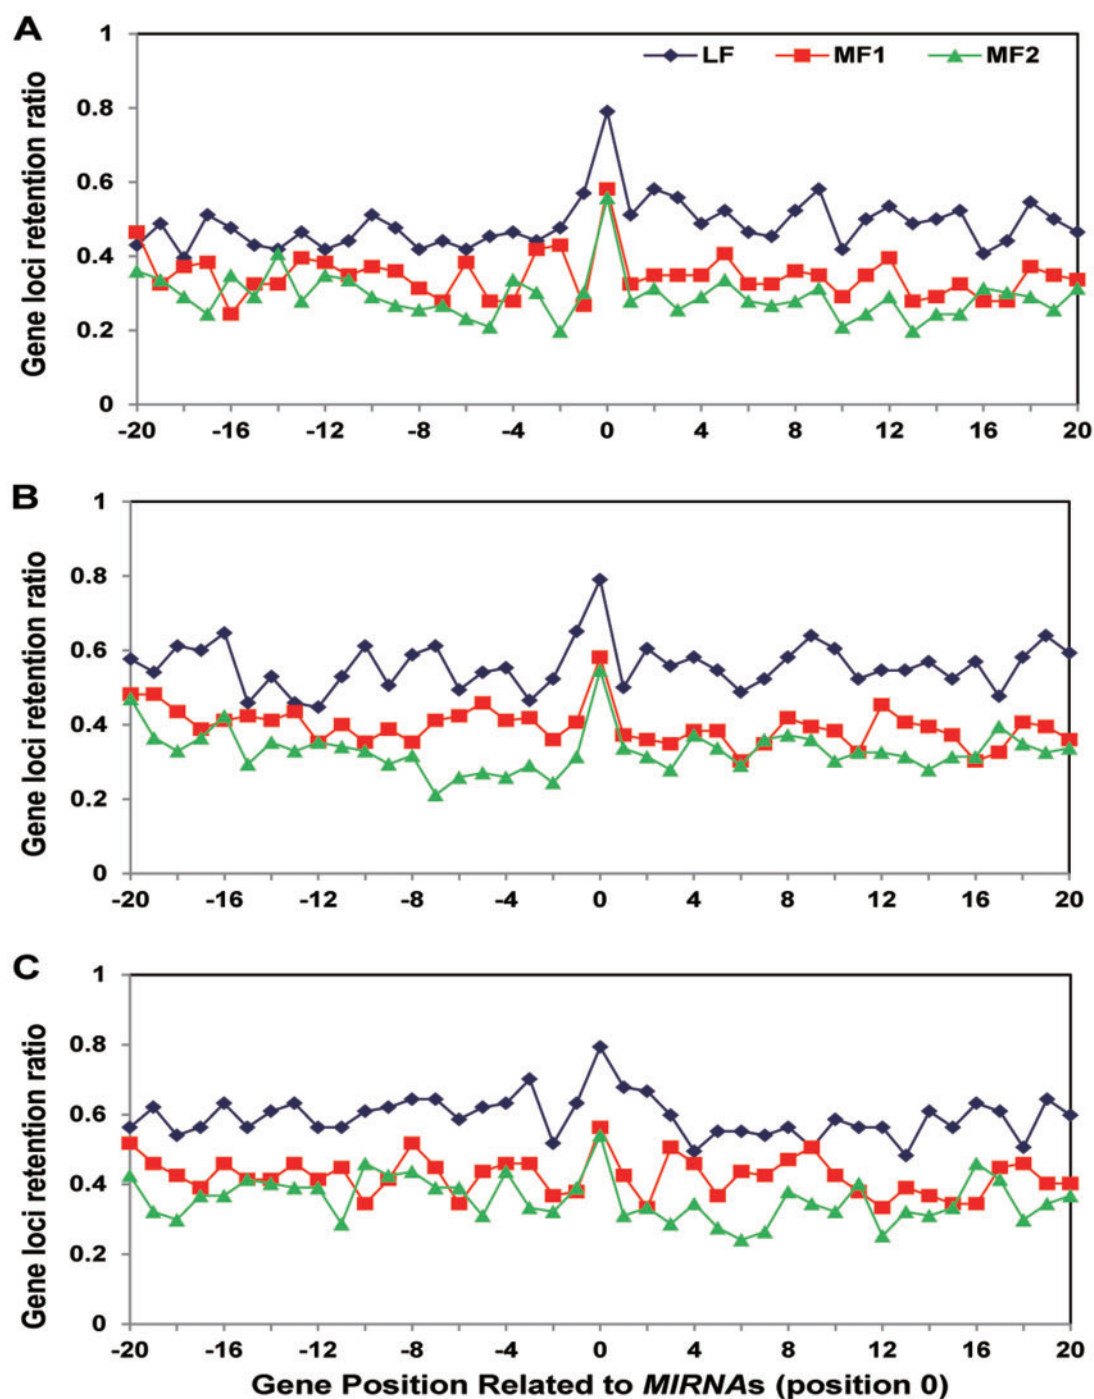 A
LF MF1 MF2
Gene loci retention ratio
1
0.8
0.6
0.4
0.2
0
-20 -16 -12 -8 -4 0 4 8 12 16 20
B
Gene loci retention ratio
1
0.8
0.6
0.4
0.2
0
-20 -16 -12 -8 -4 0 4 8 12 16 20
C
Gene loci retention ratio
1
0.8
0.6
0.4
0.2
0
-20 -16 -12 -8 -4 0 4 8 12 16 20
Gene Position Related to MIRNAs (position 0)